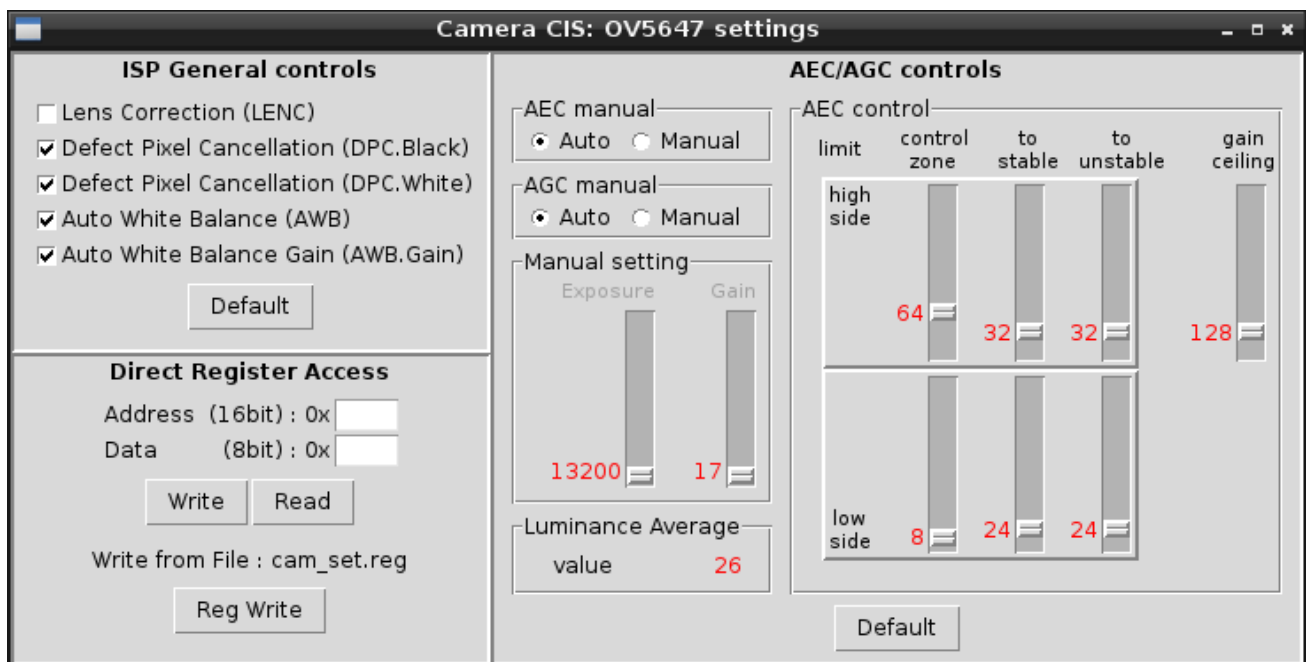 Camera CIS: OV5647 settings
ISP General controls
Lens Correction (LENC)
Defect Pixel Cancellation (DPC.Black)
Defect Pixel Cancellation (DPC.White)
Auto White Balance (AWB)
Auto White Balance Gain (AWB.Gain)
Default
Direct Register Access
Address (16bit) : 0x
Data (8bit) : 0x
Write Read
Write from File : cam_set.reg
Reg Write
AEC/AGC controls
AEC manual
Auto Manual
AGC manual
Auto Manual
Manual setting
Exposure Gain
13200 17
Luminance Average
value 26
AEC control
limit control zone to stable to unstable gain ceiling
high side
64 32 32 128
low side
8 24 24
Default